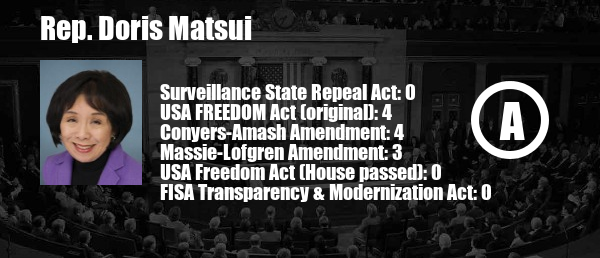 Rep. Doris Matsui
Surveillance State Repeal Act: 0
USA FREEDOM Act (original): 4
Conyers-Amash Amendment: 4
Massie-Lofgren Amendment: 3
USA Freedom Act (House passed): 0
FISA Transparency & Modernization Act: 0
A